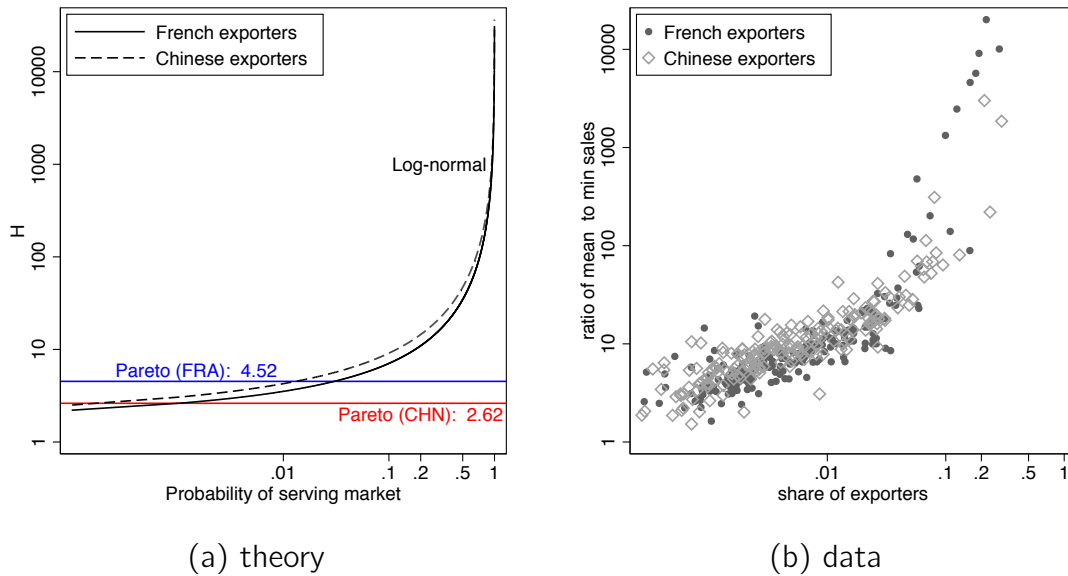 French exporters
Chinese exporters
H
1 10 100 1000 10000
Log-normal
Pareto (FRA): 4.52
Pareto (CHN): 2.62
.01 .1 .2 .5 1
Probability of serving market
(a) theory
French exporters
Chinese exporters
ratio of mean to min sales
1 10 100 1000 10000
.01 .1 .2 .5 1
share of exporters
(b) data